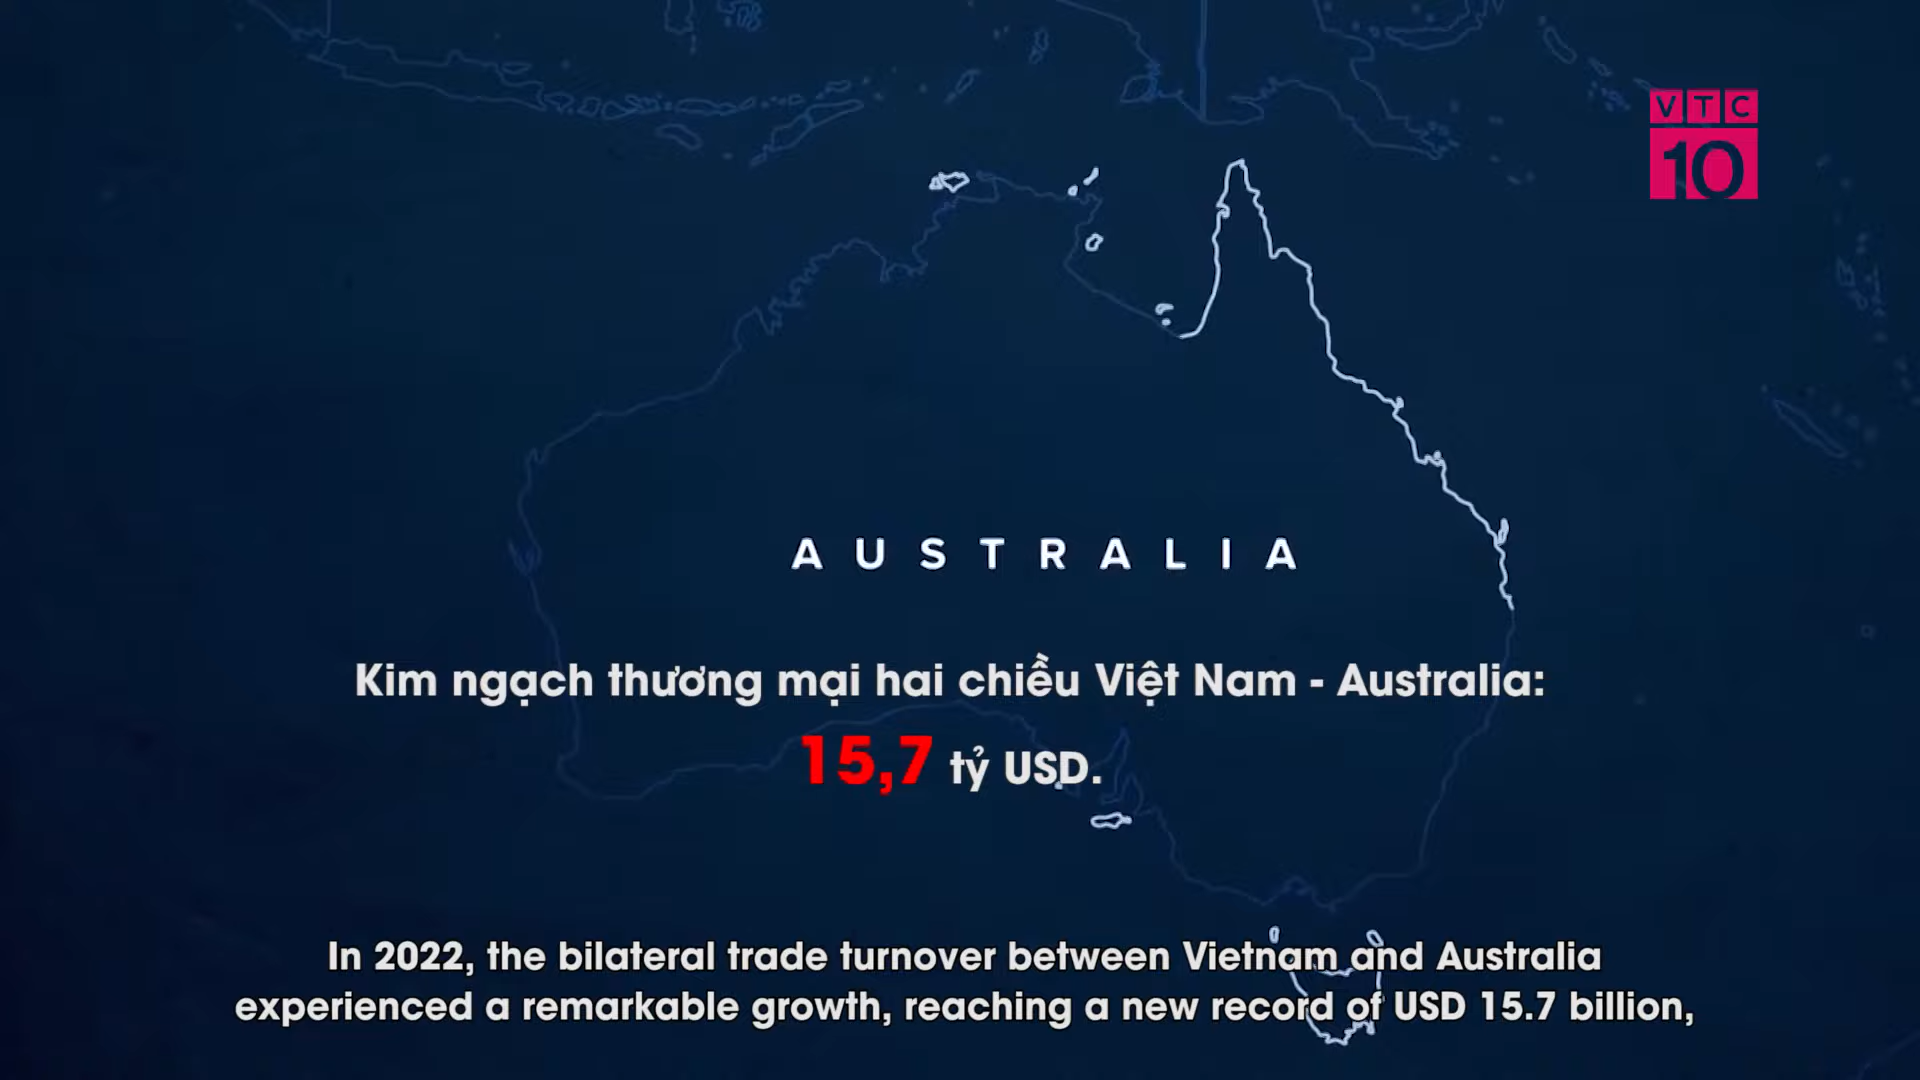 VTC
10
AUSTRALIA
Kim ngạch thương mại hai chiều Việt Nam - Australia:
15,7 tỷ USD.
In 2022, the bilateral trade turnover between Vietnam and Australia
experienced a remarkable growth, reaching a new record of USD 15.7 billion,